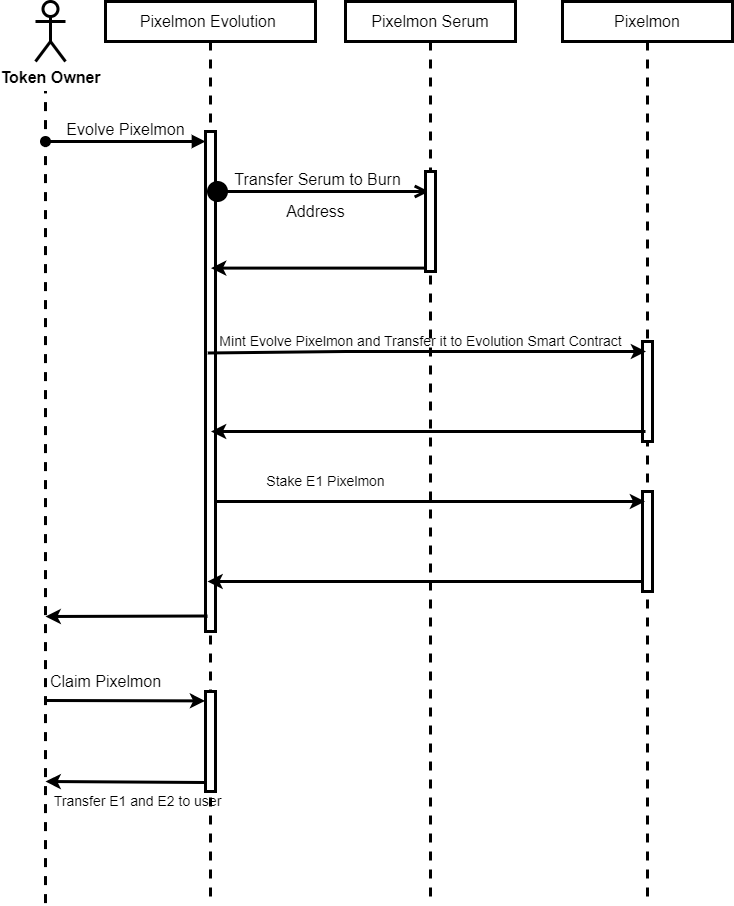 Pixelmon Evolution
Pixelmon Serum
Pixelmon
Token Owner
Evolve Pixelmon
Transfer Serum to Burn
Address
Mint Evolve Pixelmon and Transfer it to Evolution Smart Contract
Stake E1 Pixelmon
Claim Pixelmon
Transfer E1 and E2 to user